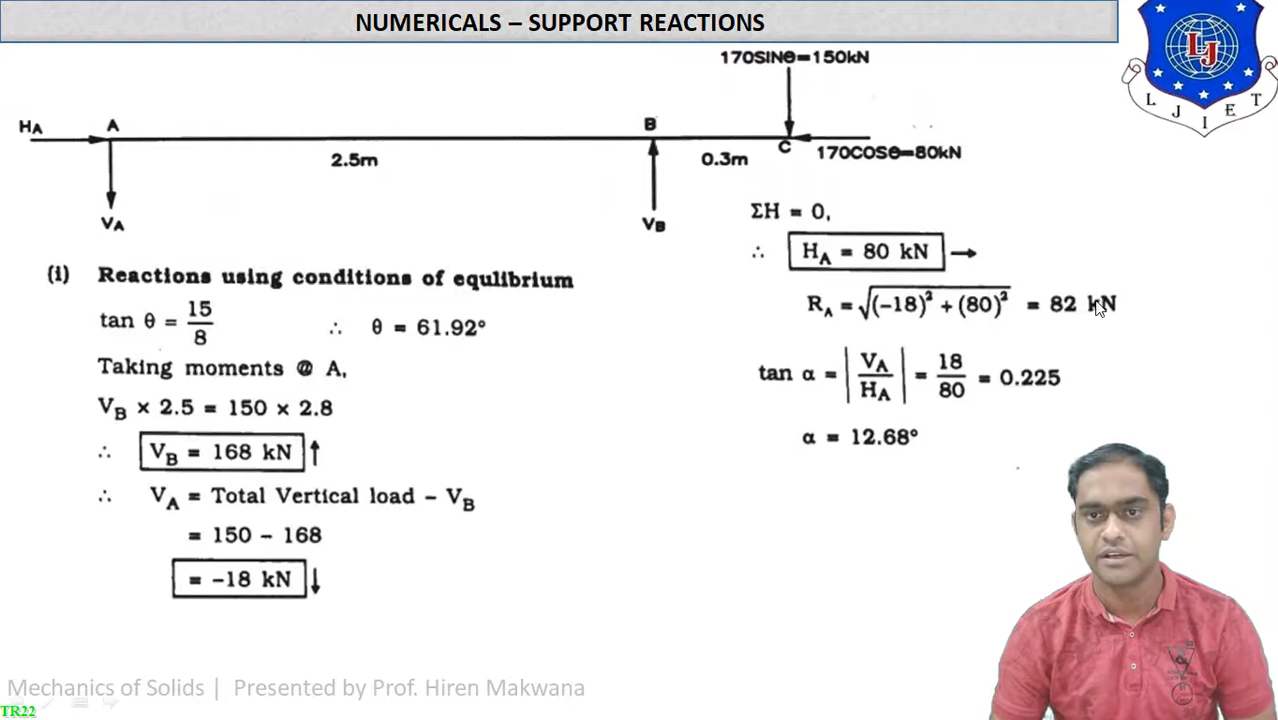 NUMERICALS – SUPPORT REACTIONS
LJ
L J I E T
170SINθ=150kN
HA
A
B
C
2.5m
0.3m
170COSθ=80kN
VA
VB
ΣH = 0,
∴ HA = 80 kN →
RA = √(−18)² + (80)² = 82 kN
tan α = |VA/HA| = 18/80 = 0.225
α = 12.68°
(i) Reactions using conditions of equlibrium
tan θ = 15/8 ∴ θ = 61.92°
Taking moments @ A,
VB × 2.5 = 150 × 2.8
∴ VB = 168 kN ↑
∴ VA = Total Vertical load − VB
= 150 − 168
= −18 kN ↓
Mechanics of Solids | Presented by Prof. Hiren Makwana
TR22